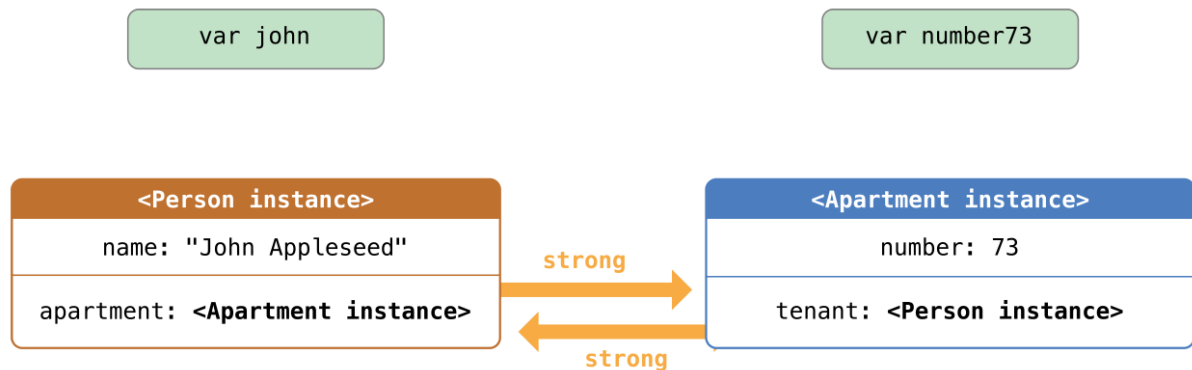 var john
var number73
<Person instance>
name: "John Appleseed"
apartment: <Apartment instance>
strong
strong
<Apartment instance>
number: 73
tenant: <Person instance>